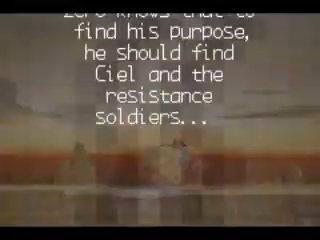 Zero knows that to
find his purpose,
he should find
Ciel and the
resistance
soldiers...